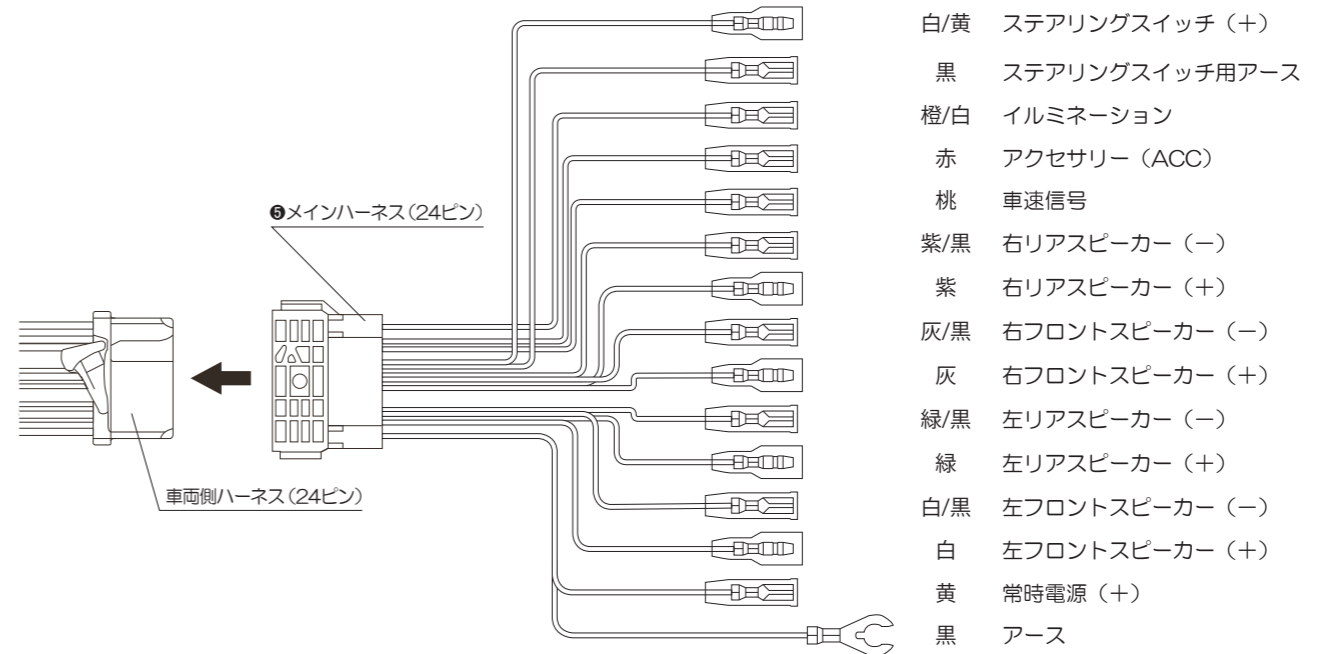 白/黄 ステアリングスイッチ（＋）
黒 ステアリングスイッチ用アース
橙/白 イルミネーション
赤 アクセサリー（ACC）
桃 車速信号
❺メインハーネス（24ピン）
紫/黒 右リアスピーカー（−）
紫 右リアスピーカー（＋）
灰/黒 右フロントスピーカー（−）
灰 右フロントスピーカー（＋）
緑/黒 左リアスピーカー（−）
緑 左リアスピーカー（＋）
車両側ハーネス（24ピン）
白/黒 左フロントスピーカー（−）
白 左フロントスピーカー（＋）
黄 常時電源（＋）
黒 アース